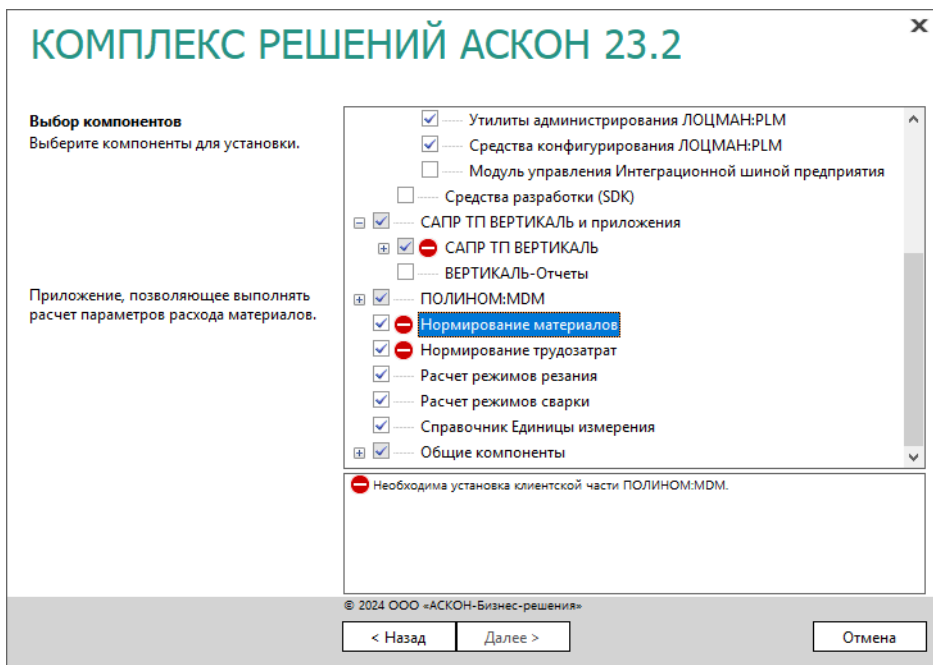 КОМПЛЕКС РЕШЕНИЙ АСКОН 23.2
Выбор компонентов
Выберите компоненты для установки.
Приложение, позволяющее выполнять
расчет параметров расхода материалов.
Утилиты администрирования ЛОЦМАН:PLM
Средства конфигурирования ЛОЦМАН:PLM
Модуль управления Интеграционной шиной предприятия
Средства разработки (SDK)
САПР ТП ВЕРТИКАЛЬ и приложения
САПР ТП ВЕРТИКАЛЬ
ВЕРТИКАЛЬ-Отчеты
ПОЛИНОМ:MDM
Нормирование материалов
Нормирование трудозатрат
Расчет режимов резания
Расчет режимов сварки
Справочник Единицы измерения
Общие компоненты
Необходима установка клиентской части ПОЛИНОМ:MDM.
© 2024 ООО «АСКОН-Бизнес-решения»
< Назад
Далее >
Отмена